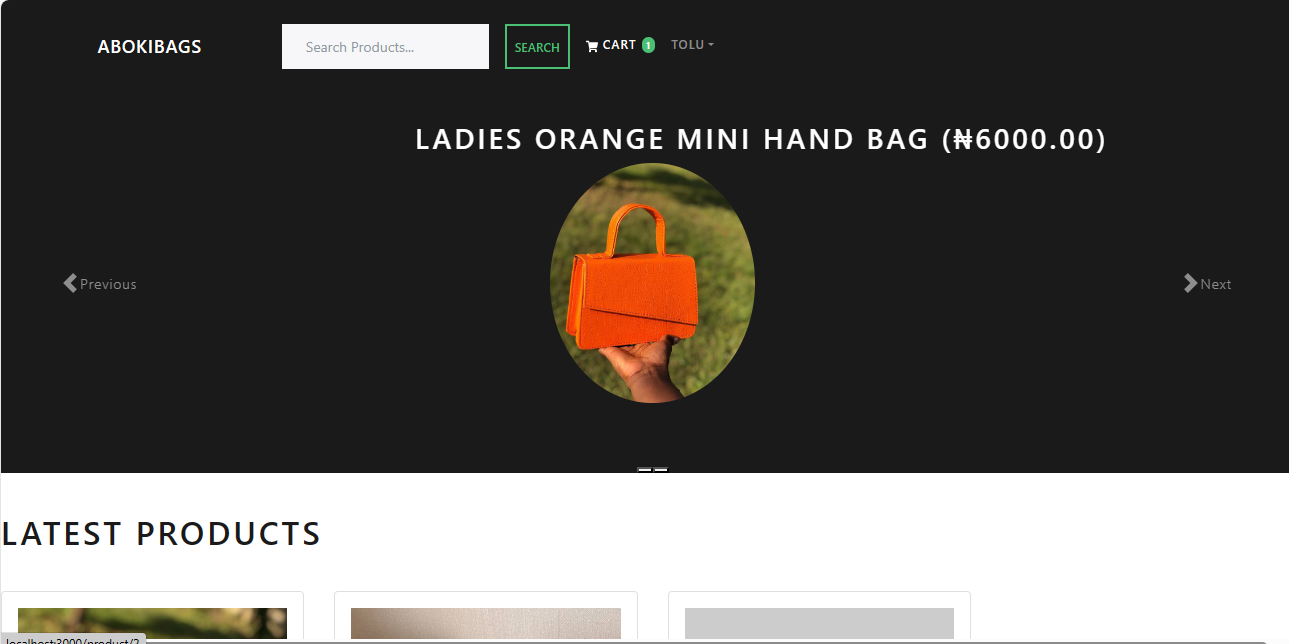 ABOKIBAGS
Search Products...
SEARCH
CART 1
TOLU
LADIES ORANGE MINI HAND BAG (₦6000.00)
Previous
Next
LATEST PRODUCTS
localhost:3000/product/2